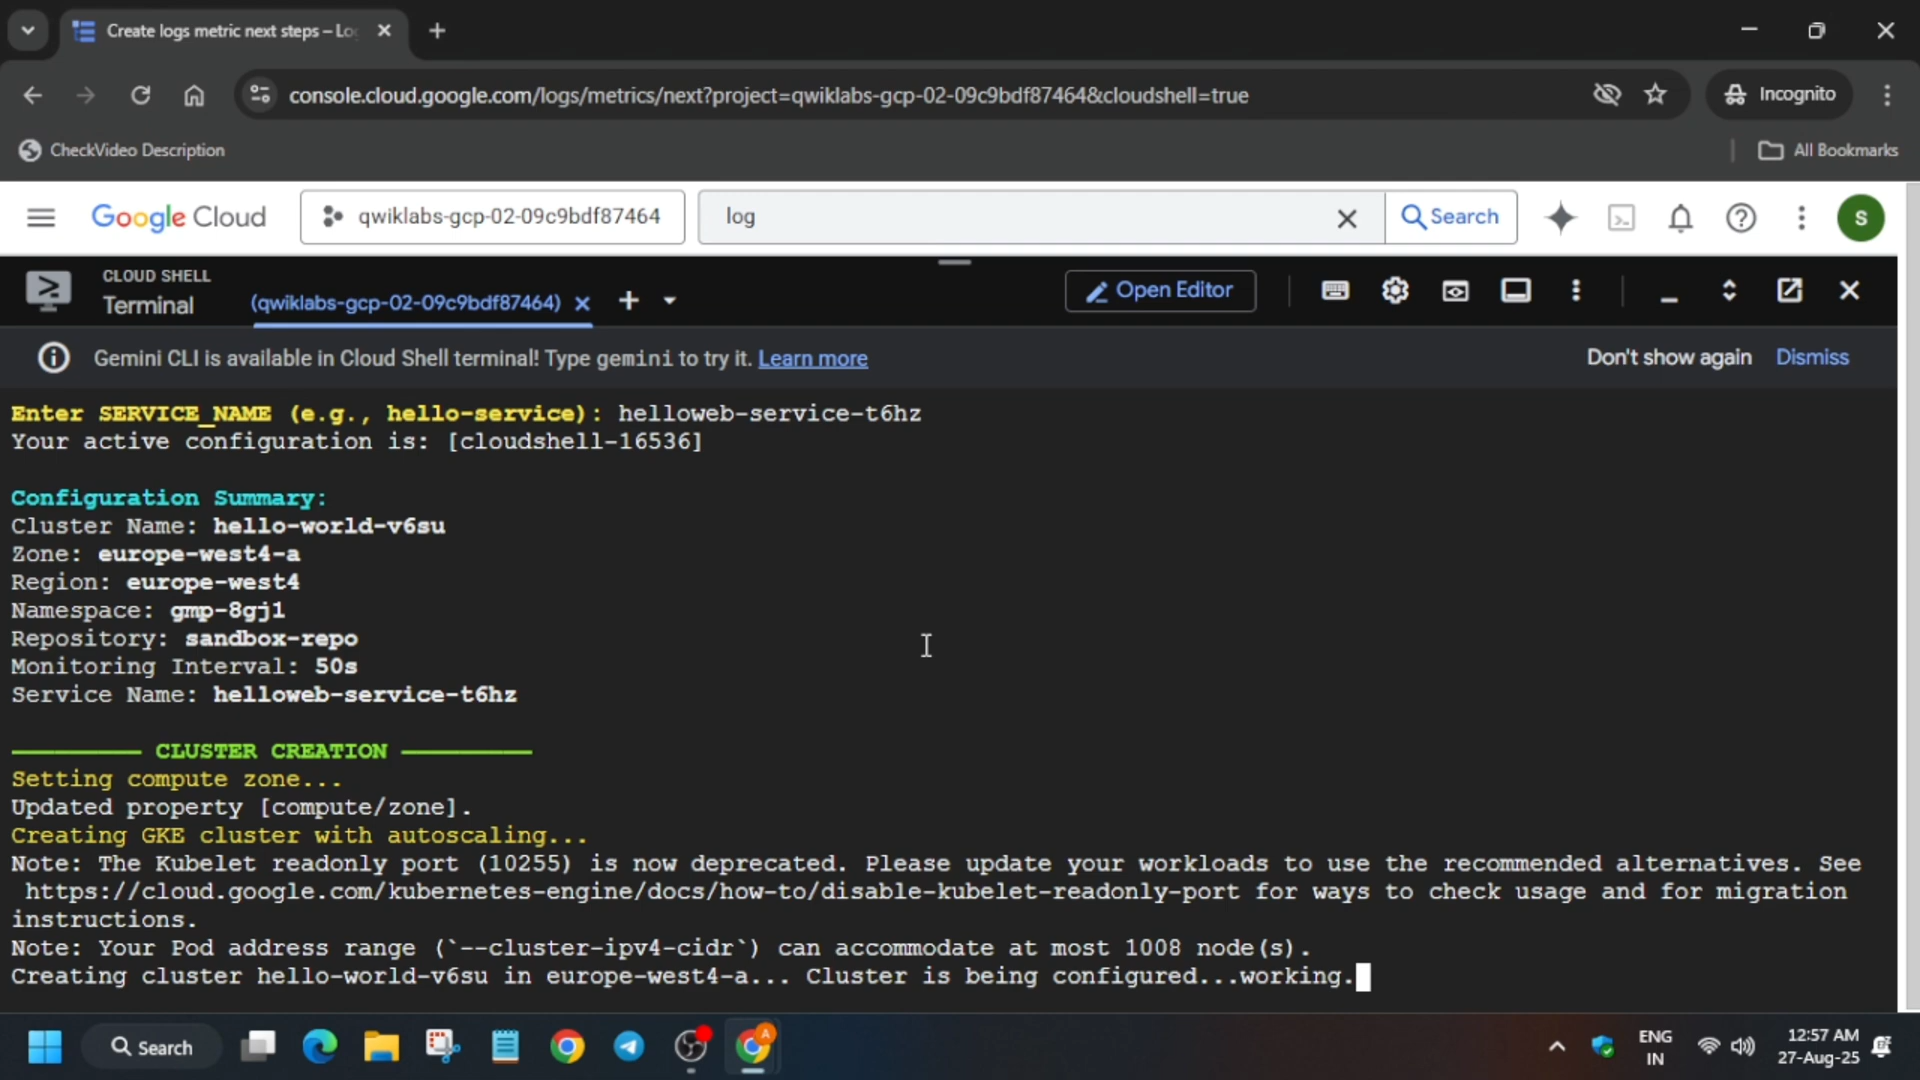 Create logs metric next steps – Lo
console.cloud.google.com/logs/metrics/next?project=qwiklabs-gcp-02-09c9bdf87464&cloudshell=true
Incognito
CheckVideo Description
All Bookmarks
Google Cloud
qwiklabs-gcp-02-09c9bdf87464
log
Search
S
CLOUD SHELL
Terminal
(qwiklabs-gcp-02-09c9bdf87464)
Open Editor
Gemini CLI is available in Cloud Shell terminal! Type gemini to try it. Learn more
Don't show again
Dismiss
Enter SERVICE_NAME (e.g., hello-service): helloweb-service-t6hz
Your active configuration is: [cloudshell-16536]
Configuration Summary:
Cluster Name: hello-world-v6su
Zone: europe-west4-a
Region: europe-west4
Namespace: gmp-8gj1
Repository: sandbox-repo
Monitoring Interval: 50s
Service Name: helloweb-service-t6hz
————————— CLUSTER CREATION —————————
Setting compute zone...
Updated property [compute/zone].
Creating GKE cluster with autoscaling...
Note: The Kubelet readonly port (10255) is now deprecated. Please update your workloads to use the recommended alternatives. See
https://cloud.google.com/kubernetes-engine/docs/how-to/disable-kubelet-readonly-port for ways to check usage and for migration
instructions.
Note: Your Pod address range (`--cluster-ipv4-cidr`) can accommodate at most 1008 node(s).
Creating cluster hello-world-v6su in europe-west4-a... Cluster is being configured...working.
Search
A
ENG
IN
12:57 AM
27-Aug-25